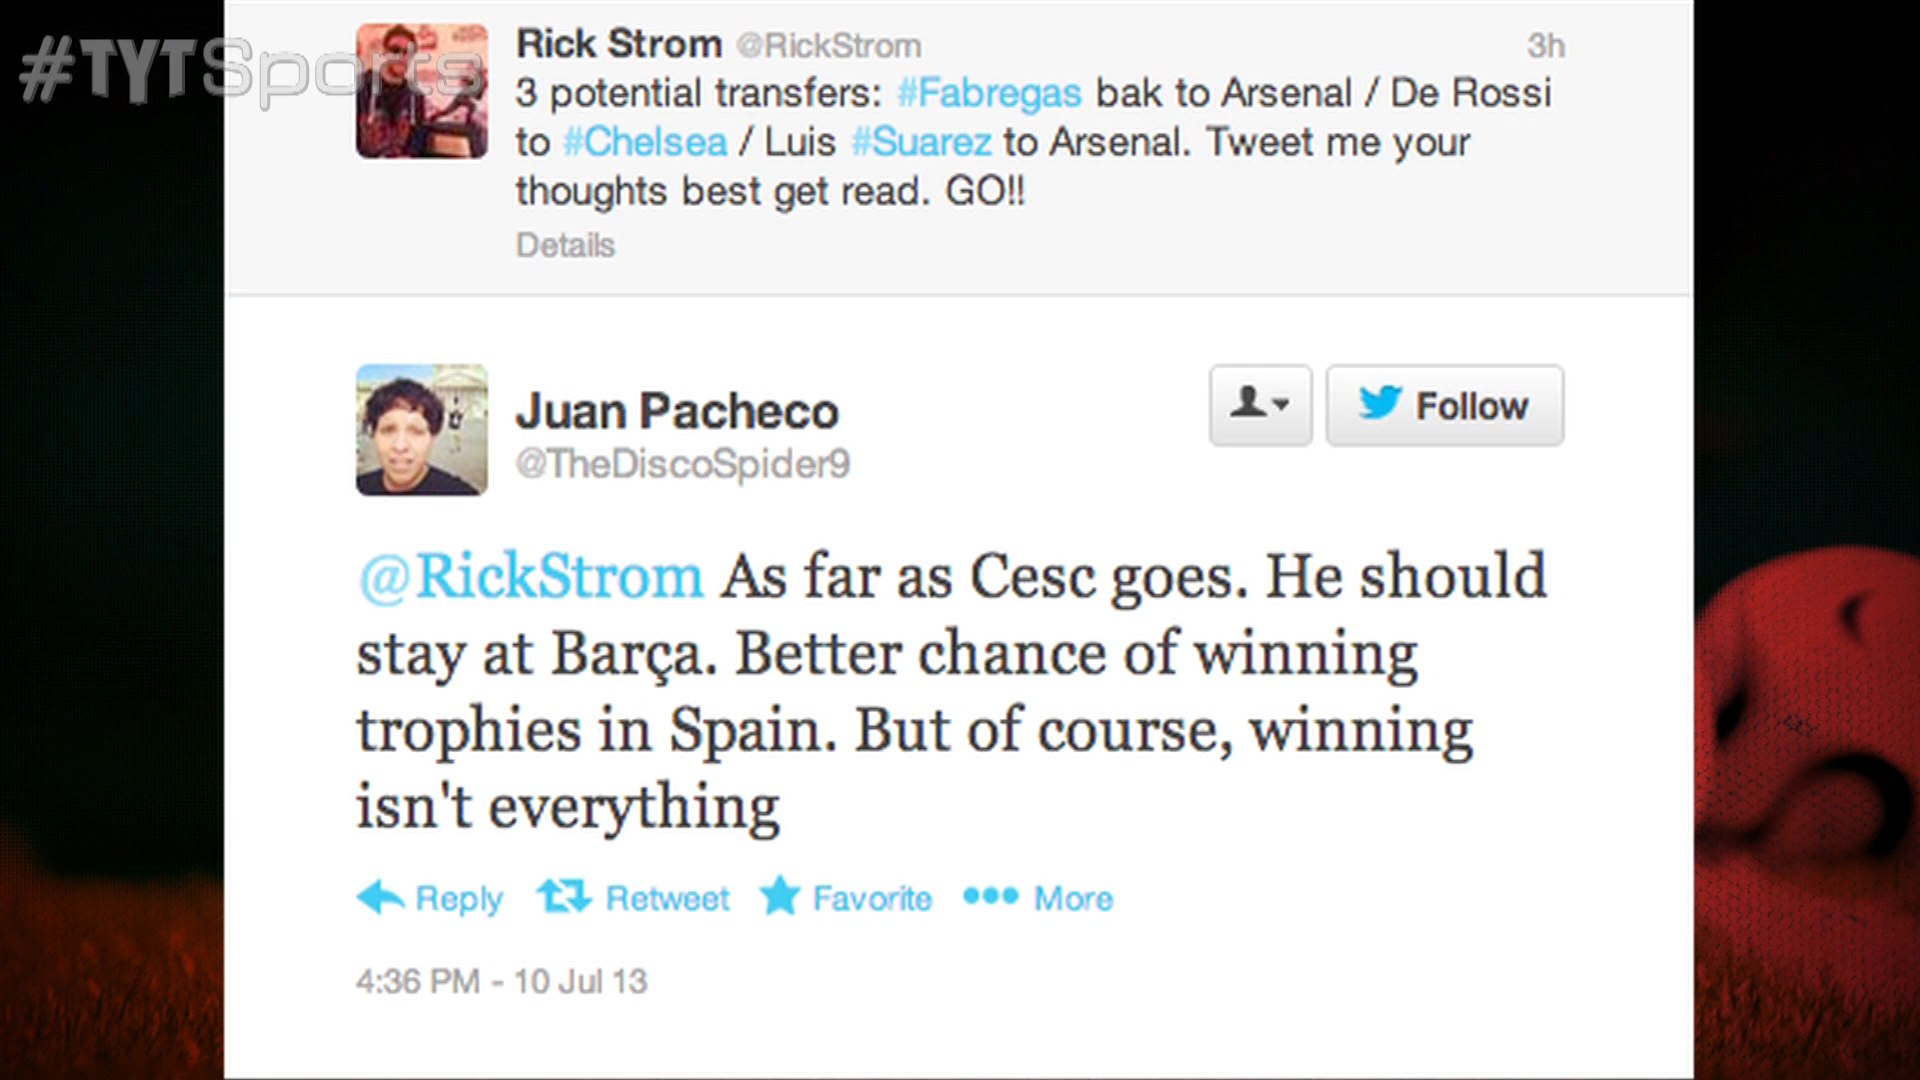 #TYTSports
Rick Strom @RickStrom 3h
3 potential transfers: #Fabregas bak to Arsenal / De Rossi
to #Chelsea / Luis #Suarez to Arsenal. Tweet me your
thoughts best get read. GO!!
Details
Juan Pacheco
Follow
@TheDiscoSpider9
@RickStrom As far as Cesc goes. He should
stay at Barça. Better chance of winning
trophies in Spain. But of course, winning
isn't everything
Reply Retweet Favorite More
4:36 PM - 10 Jul 13